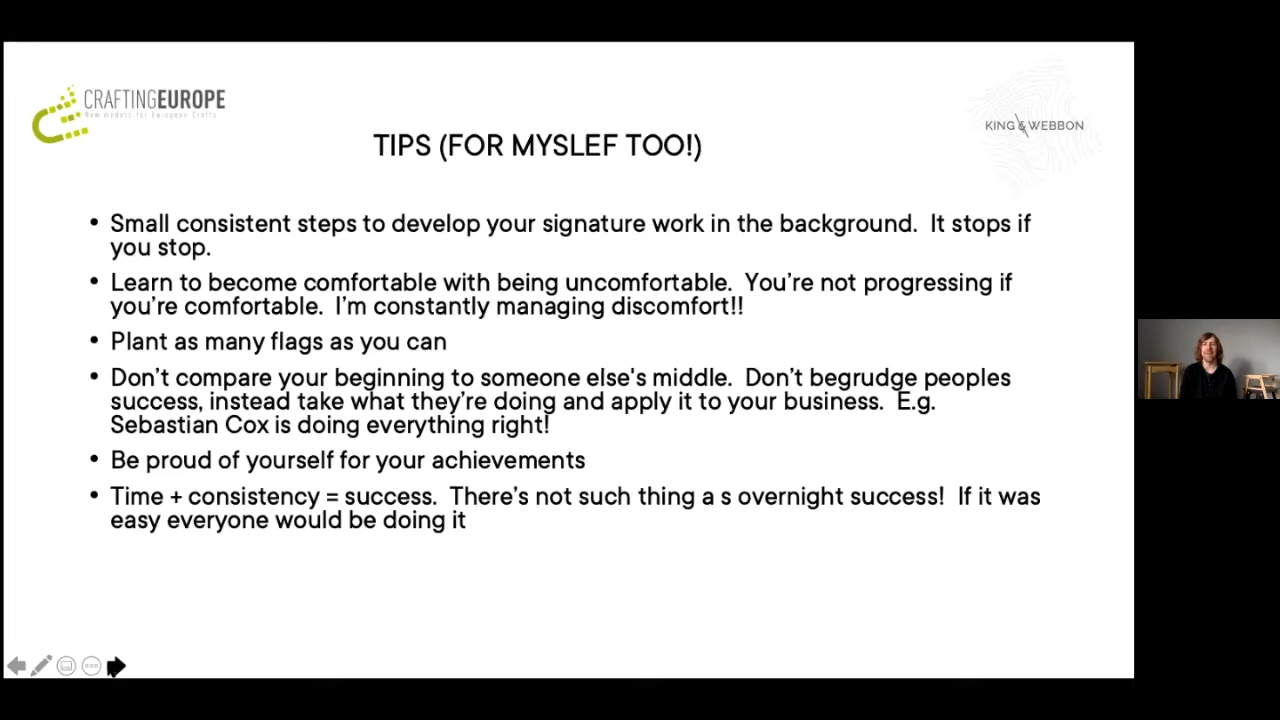 CRAFTINGEUROPE
New models for European Crafts
KING & WEBBON
TIPS (FOR MYSLEF TOO!)
• Small consistent steps to develop your signature work in the background.  It stops if
you stop.
• Learn to become comfortable with being uncomfortable.  You’re not progressing if
you’re comfortable.  I’m constantly managing discomfort!!
• Plant as many flags as you can
• Don’t compare your beginning to someone else's middle.  Don’t begrudge peoples
success, instead take what they’re doing and apply it to your business.  E.g.
Sebastian Cox is doing everything right!
• Be proud of yourself for your achievements
• Time + consistency = success.  There’s not such thing a s overnight success!  If it was
easy everyone would be doing it